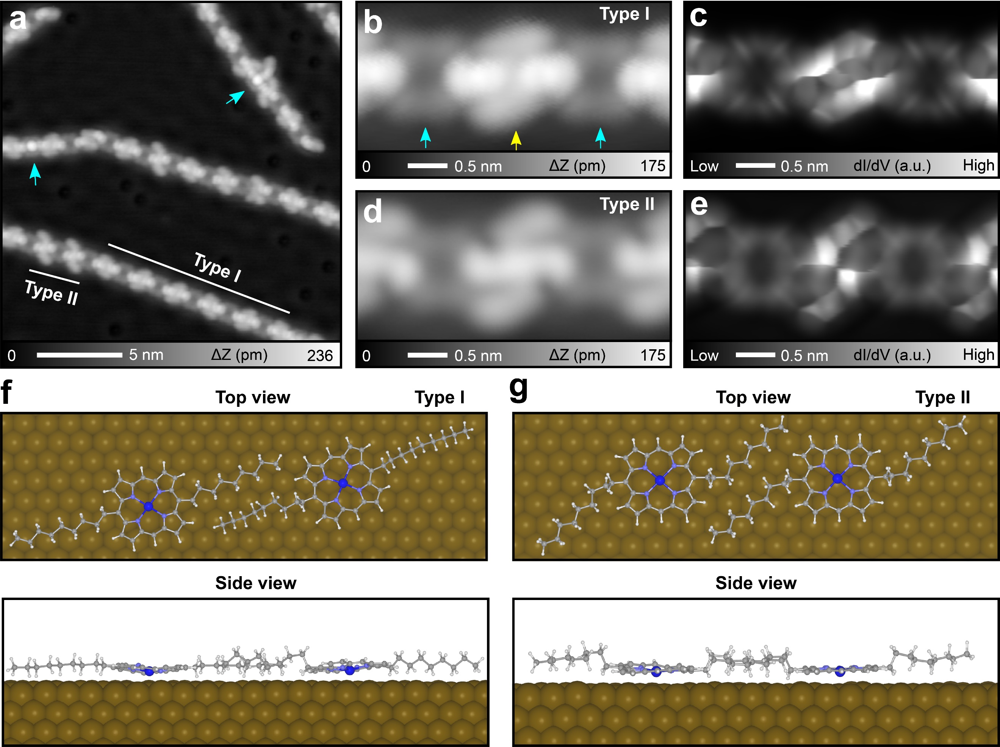 a
Type I
Type II
0 5 nm ΔZ (pm) 236
b
Type I
0 0.5 nm ΔZ (pm) 175
c
Low 0.5 nm dI/dV (a.u.) High
d
Type II
0 0.5 nm ΔZ (pm) 175
e
Low 0.5 nm dI/dV (a.u.) High
f
Top view Type I
Side view
g
Top view Type II
Side view